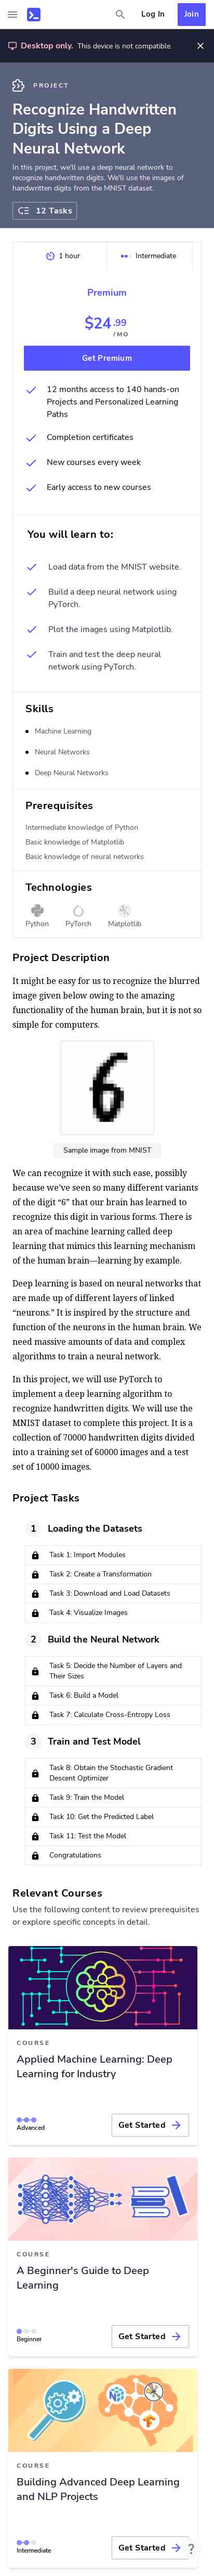 Log In
Join
Desktop only. This device is not compatible.
PROJECT
Recognize Handwritten
Digits Using a Deep
Neural Network
In this project, we'll use a deep neural network to
recognize handwritten digits. We'll use the images of
handwritten digits from the MNIST dataset.
12 Tasks
1 hour
Intermediate
Premium
$24.99
/ MO
Get Premium
12 months access to 140 hands-on
Projects and Personalized Learning
Paths
Completion certificates
New courses every week
Early access to new courses
You will learn to:
Load data from the MNIST website.
Build a deep neural network using
PyTorch.
Plot the images using Matplotlib.
Train and test the deep neural
network using PyTorch.
Skills
Machine Learning
Neural Networks
Deep Neural Networks
Prerequisites
Intermediate knowledge of Python
Basic knowledge of Matplotlib
Basic knowledge of neural networks
Technologies
Python
PyTorch
Matplotlib
Project Description
It might be easy for us to recognize the blurred
image given below owing to the amazing
functionality of the human brain, but it is not so
simple for computers.
6
Sample image from MNIST
We can recognize it with such ease, possibly
because we've seen so many different variants
of the digit “6” that our brain has learned to
recognize this digit in various forms. There is
an area of machine learning called deep
learning that mimics this learning mechanism
of the human brain—learning by example.
Deep learning is based on neural networks that
are made up of different layers of linked
“neurons.” It is inspired by the structure and
function of the neurons in the human brain. We
need massive amounts of data and complex
algorithms to train a neural network.
In this project, we will use PyTorch to
implement a deep learning algorithm to
recognize handwritten digits. We will use the
MNIST dataset to complete this project. It is a
collection of 70000 handwritten digits divided
into a training set of 60000 images and a test
set of 10000 images.
Project Tasks
1 Loading the Datasets
Task 1: Import Modules
Task 2: Create a Transformation
Task 3: Download and Load Datasets
Task 4: Visualize Images
2 Build the Neural Network
Task 5: Decide the Number of Layers and
Their Sizes
Task 6: Build a Model
Task 7: Calculate Cross-Entropy Loss
3 Train and Test Model
Task 8: Obtain the Stochastic Gradient
Descent Optimizer
Task 9: Train the Model
Task 10: Get the Predicted Label
Task 11: Test the Model
Congratulations
Relevant Courses
Use the following content to review prerequisites
or explore specific concepts in detail.
COURSE
Applied Machine Learning: Deep
Learning for Industry
Advanced
Get Started
COURSE
A Beginner's Guide to Deep
Learning
Beginner
Get Started
COURSE
Building Advanced Deep Learning
and NLP Projects
Intermediate
Get Started
?